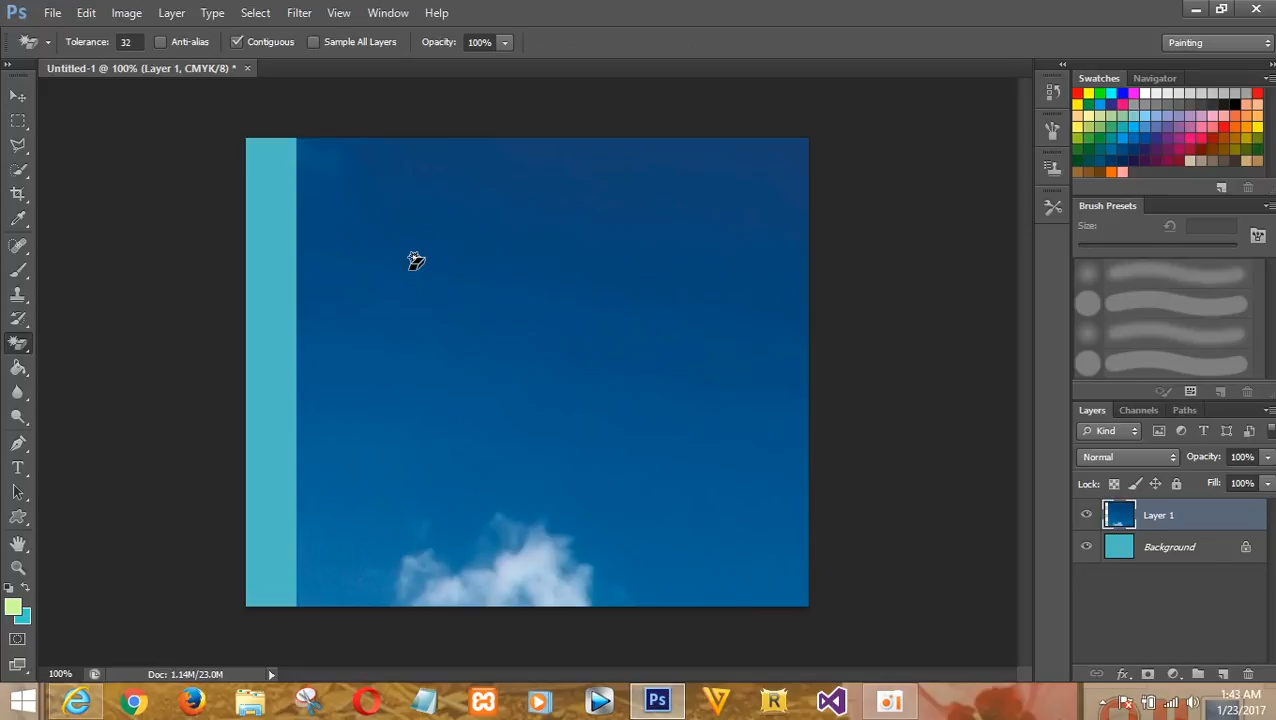 Ps File Edit Image Layer Type Select Filter View Window Help
Tolerance: 32 Anti-alias Contiguous Sample All Layers Opacity: 100% Painting
Untitled-1 @ 100% (Layer 1, CMYK/8) * ×
Swatches Navigator
Brush Presets
Size:
Layers Channels Paths
Kind
Normal Opacity: 100%
Lock: Fill: 100%
Layer 1
Background
100% Doc: 1.14M/23.0M
Ps
1:43 AM
1/23/2017